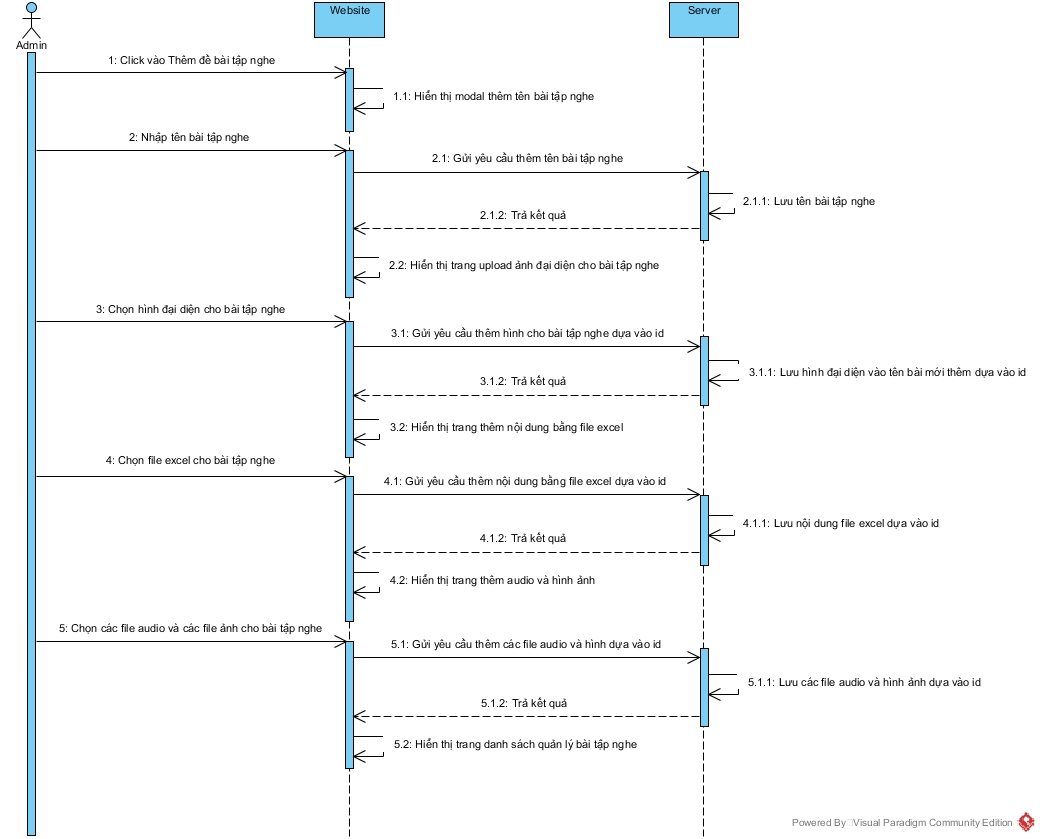 Website
Server
Admin
1: Click vào Thêm đề bài tập nghe
1.1: Hiển thị modal thêm tên bài tập nghe
2: Nhập tên bài tập nghe
2.1: Gửi yêu cầu thêm tên bài tập nghe
2.1.1: Lưu tên bài tập nghe
2.1.2: Trả kết quả
2.2: Hiển thị trang upload ảnh đại diện cho bài tập nghe
3: Chọn hình đại diện cho bài tập nghe
3.1: Gửi yêu cầu thêm hình cho bài tập nghe dựa vào id
3.1.1: Lưu hình đại diện vào tên bài mới thêm dựa vào id
3.1.2: Trả kết quả
3.2: Hiển thị trang thêm nội dung bằng file excel
4: Chọn file excel cho bài tập nghe
4.1: Gửi yêu cầu thêm nội dung bằng file excel dựa vào id
4.1.1: Lưu nội dung file excel dựa vào id
4.1.2: Trả kết quả
4.2: Hiển thị trang thêm audio và hình ảnh
5: Chọn các file audio và các file ảnh cho bài tập nghe
5.1: Gửi yêu cầu thêm các file audio và hình dựa vào id
5.1.1: Lưu các file audio và hình ảnh dựa vào id
5.1.2: Trả kết quả
5.2: Hiển thị trang danh sách quản lý bài tập nghe
Powered By Visual Paradigm Community Edition